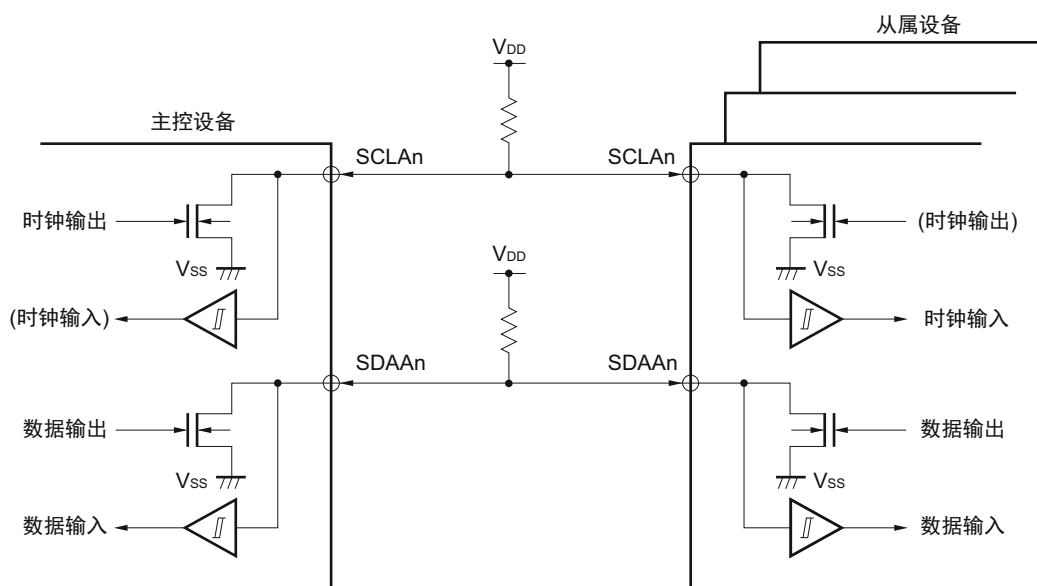 从属设备
VDD
主控设备
SCLAn
SCLAn
时钟输出
(时钟输出)
VSS
VSS
VDD
(时钟输入)
时钟输入
SDAAn
SDAAn
数据输出
数据输出
VSS
VSS
数据输入
数据输入